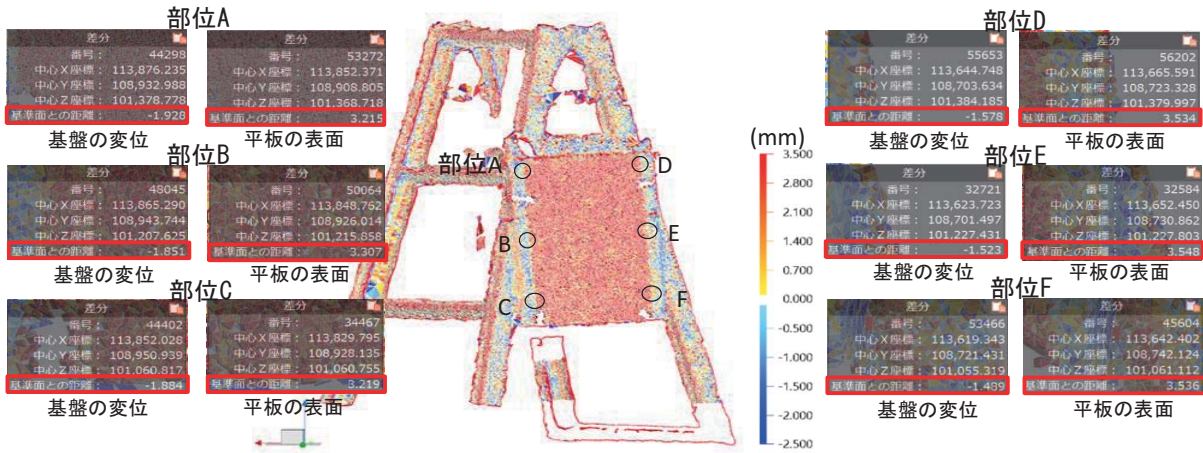 部位A
差分
番号： 44298
中心X座標： 113,876.235
中心Y座標： 108,932.988
中心Z座標： 101,378.778
基準面との距離： -1.928
基盤の変位
差分
番号： 53272
中心X座標： 113,852.371
中心Y座標： 108,908.805
中心Z座標： 101,368.718
基準面との距離： 3.215
平板の表面
部位B
差分
番号： 48045
中心X座標： 113,865.290
中心Y座標： 108,943.744
中心Z座標： 101,207.625
基準面との距離： -1.851
基盤の変位
差分
番号： 50064
中心X座標： 113,848.762
中心Y座標： 108,926.014
中心Z座標： 101,215.858
基準面との距離： 3.307
平板の表面
部位C
差分
番号： 44402
中心X座標： 113,852.028
中心Y座標： 108,950.939
中心Z座標： 101,060.817
基準面との距離： -1.884
基盤の変位
差分
番号： 34467
中心X座標： 113,829.795
中心Y座標： 108,928.135
中心Z座標： 101,060.755
基準面との距離： 3.219
平板の表面
部位A
B
C
D
E
F
(mm)
3.500
2.800
2.100
1.400
0.700
0.000
-0.500
-1.000
-1.500
-2.000
-2.500
部位D
差分
番号： 55653
中心X座標： 113,644.748
中心Y座標： 108,703.634
中心Z座標： 101,384.185
基準面との距離： -1.578
基盤の変位
差分
番号： 56202
中心X座標： 113,665.591
中心Y座標： 108,723.328
中心Z座標： 101,379.997
基準面との距離： 3.534
平板の表面
部位E
差分
番号： 32721
中心X座標： 113,623.723
中心Y座標： 108,701.497
中心Z座標： 101,227.431
基準面との距離： -1.523
基盤の変位
差分
番号： 32584
中心X座標： 113,652.450
中心Y座標： 108,730.860
中心Z座標： 101,227.803
基準面との距離： 3.548
平板の表面
部位F
差分
番号： 53466
中心X座標： 113,619.343
中心Y座標： 108,721.431
中心Z座標： 101,055.319
基準面との距離： -1.489
基盤の変位
差分
番号： 45604
中心X座標： 113,642.402
中心Y座標： 108,742.124
中心Z座標： 101,061.112
基準面との距離： 3.536
平板の表面